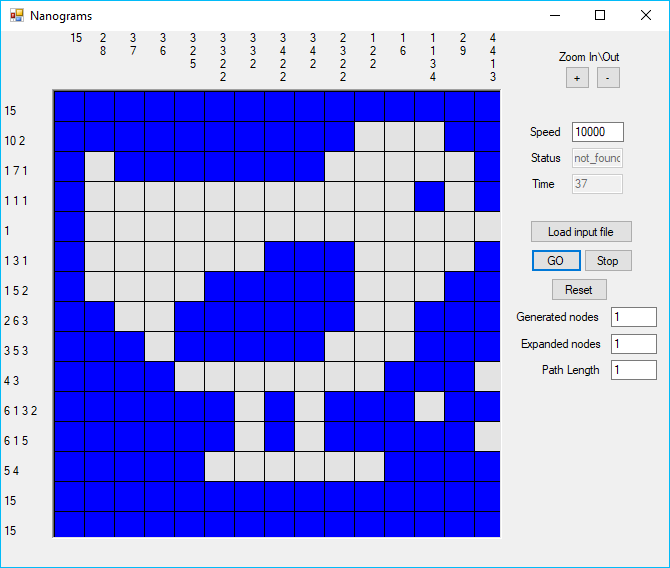 Nanograms
15 2 3 3 3 3 3 3 3 2 1 1 1 2 4
8 7 6 2 3 3 4 4 3 2 6 1 9 4
5 2 2 2 2 2 2 3 1
2 2 2 4 3
15
10 2
1 7 1
1 1 1
1
1 3 1
1 5 2
2 6 3
3 5 3
4 3
6 1 3 2
6 1 5
5 4
15
15
Zoom In\Out
+ -
Speed 10000
Status not_found
Time 37
Load input file
GO Stop
Reset
Generated nodes 1
Expanded nodes 1
Path Length 1